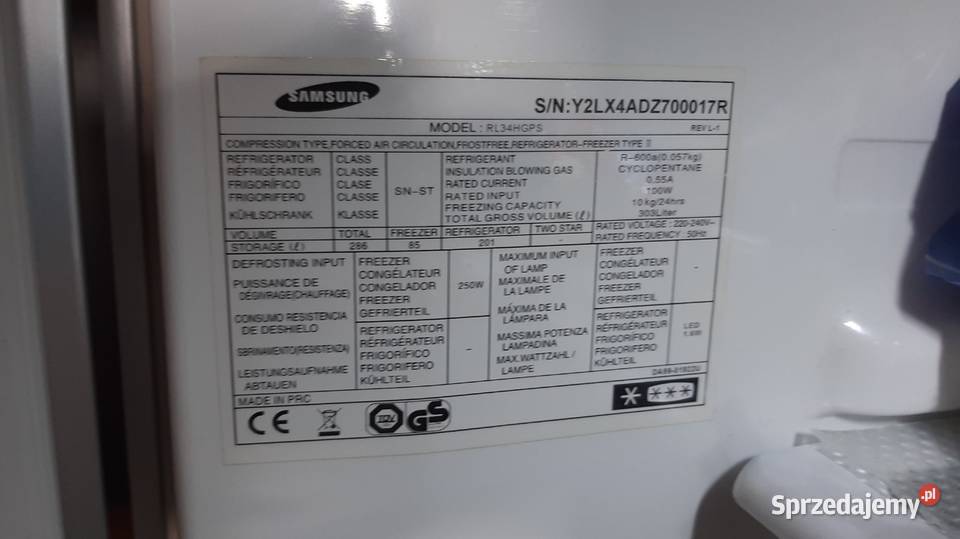 SAMSUNG
S/N:Y2LX4ADZ700017R
MODEL : RL34HGPS REV L-1
COMPRESSION TYPE,FORCED AIR CIRCULATION,FROSTFREE,REFRIGERATOR-FREEZER TYPE II
REFRIGERATOR CLASS
RÉFRIGÉRATEUR CLASSE
FRIGORÍFICO CLASE
FRIGORIFERO CLASSE
KÜHLSCHRANK KLASSE
SN-ST
REFRIGERANT R-600a(0.057kg)
INSULATION BLOWING GAS CYCLOPENTANE
RATED CURRENT 0,55A
RATED INPUT 100W
FREEZING CAPACITY 10kg/24hrs
TOTAL GROSS VOLUME (ℓ) 303Liter
VOLUME TOTAL FREEZER REFRIGERATOR TWO STAR RATED VOLTAGE : 220-240V~
STORAGE (ℓ) 286 85 201 - RATED FREQUENCY : 50Hz
DEFROSTING INPUT
PUISSANCE DE
DÉGIVRAGE(CHAUFFAGE)
CONSUMO RESISTENCIA
DE DESHIELO
SBRINAMENTO(RESISTENZA)
LEISTUNGSAUFNAHME
ABTAUEN
FREEZER
CONGÉLATEUR
CONGELADOR
FREEZER
GEFRIERTEIL
250W
REFRIGERATOR
RÉFRIGÉRATEUR
FRIGORÍFICO
FRIGORIFERO
KÜHLTEIL
-
MAXIMUM INPUT
OF LAMP
MAXIMALE DE
LA LAMPE
MÁXIMA DE LA
LÁMPARA
MASSIMA POTENZA
LAMPADINA
MAX.WATTZAHL /
LAMPE
FREEZER
CONGÉLATEUR
CONGELADOR
FREEZER
GEFRIERTEIL
-
REFRIGERATOR
RÉFRIGÉRATEUR
FRIGORÍFICO
FRIGORIFERO
KÜHLTEIL
LED
MADE IN PRC
CE
GS
Sprzedajemy.pl